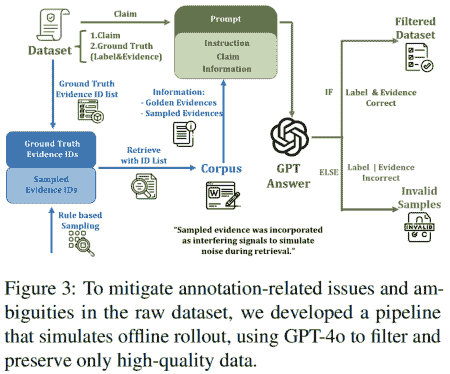 Claim
Prompt
Instruction
Claim
Information
Dataset
1.Claim
2.Ground Truth
(Label&Evidence)
Filtered
Dataset
Ground Truth
Evidence ID list
Information:
- Golden Evidences
- Sampled Evidences
IF
Label & Evidence
Correct
Ground Truth
Evidence IDs
Sampled
Evidence IDs
Retrieve
with ID List
Corpus
GPT
Answer
ELSE
Label | Evidence
Incorrect
Invalid
Samples
INVALID
Rule based
Sampling
"Sampled evidence was incorporated
as interfering signals to simulate
noise during retrieval."
Figure 3: To mitigate annotation-related issues and am-
biguities in the raw dataset, we developed a pipeline
that simulates offline rollout, using GPT-4o to filter and
preserve only high-quality data.